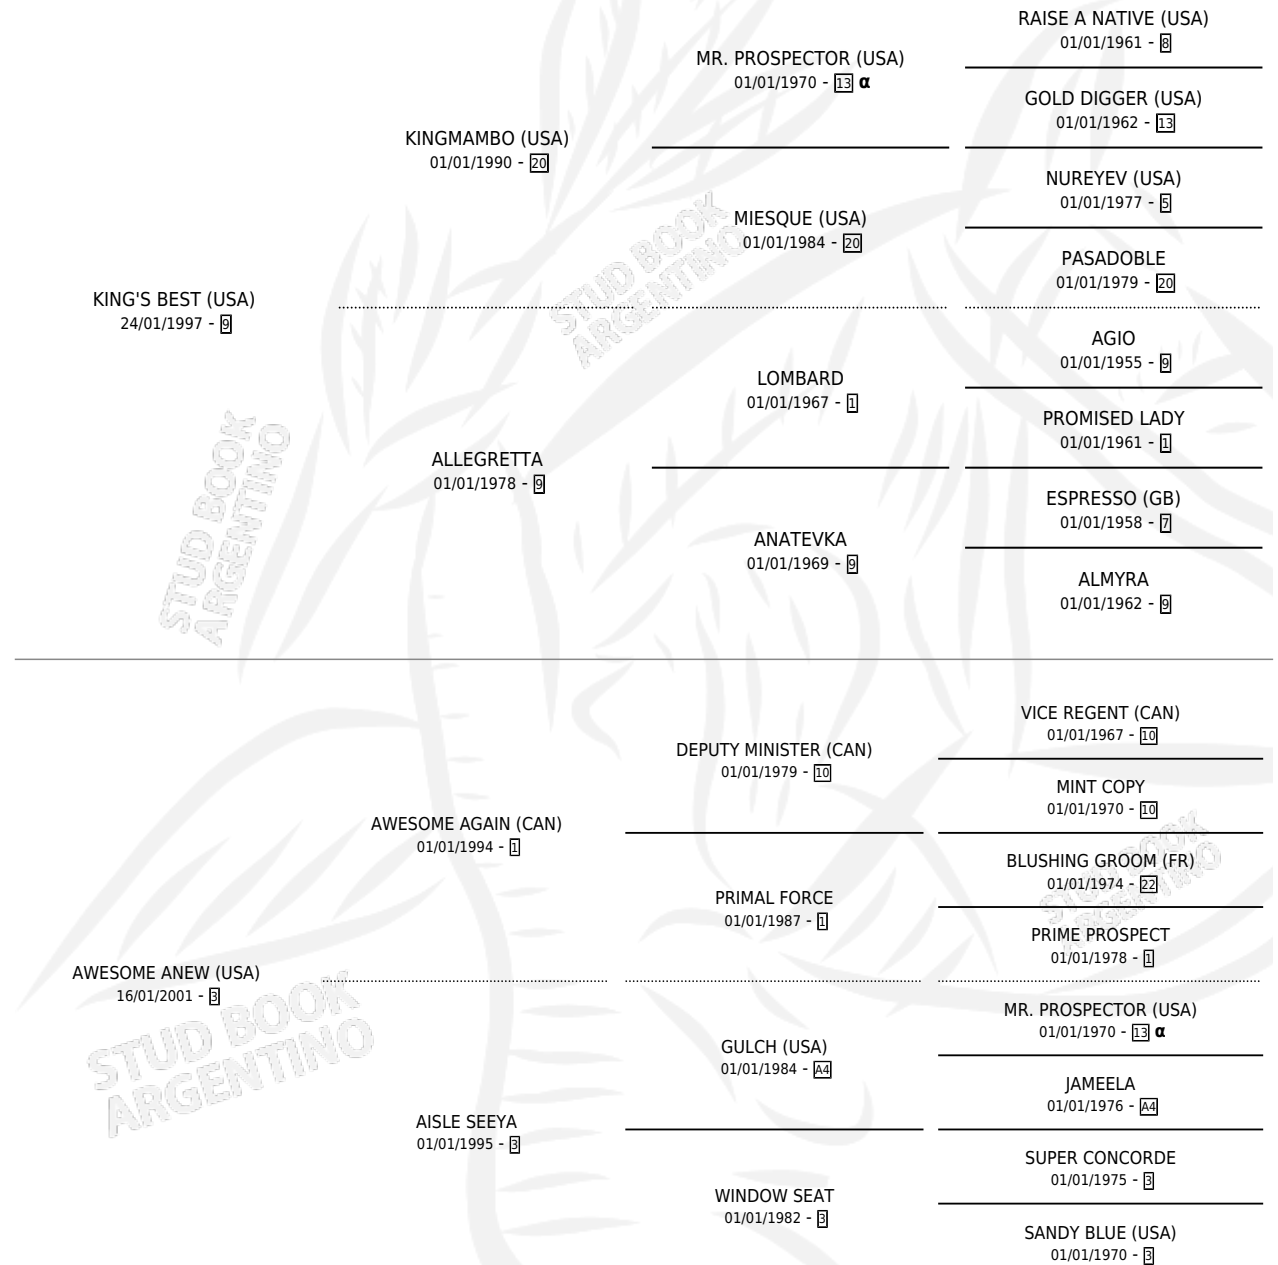 RAISE A NATIVE (USA)
01/01/1961 - 8
MR. PROSPECTOR (USA)
01/01/1970 - 13 α
GOLD DIGGER (USA)
01/01/1962 - 13
KINGMAMBO (USA)
01/01/1990 - 20
NUREYEV (USA)
01/01/1977 - 5
MIESQUE (USA)
01/01/1984 - 20
PASADOBLE
01/01/1979 - 20
KING'S BEST (USA)
24/01/1997 - 9
STUD BOOK
ARGENTINO
AGIO
01/01/1955 - 9
LOMBARD
01/01/1967 - 1
PROMISED LADY
01/01/1961 - 1
ALLEGRETTA
01/01/1978 - 9
ESPRESSO (GB)
01/01/1958 - 7
ANATEVKA
01/01/1969 - 9
ALMYRA
01/01/1962 - 9
STUD BOOK
ARGENTINO
VICE REGENT (CAN)
01/01/1967 - 10
DEPUTY MINISTER (CAN)
01/01/1979 - 10
MINT COPY
01/01/1970 - 10
AWESOME AGAIN (CAN)
01/01/1994 - 1
BLUSHING GROOM (FR)
01/01/1974 - 22
PRIMAL FORCE
01/01/1987 - 1
PRIME PROSPECT
01/01/1978 - 1
STUD BOOK
ARGENTINO
AWESOME ANEW (USA)
16/01/2001 - 3
MR. PROSPECTOR (USA)
01/01/1970 - 13 α
GULCH (USA)
01/01/1984 - A4
JAMEELA
01/01/1976 - A4
STUD BOOK
ARGENTINO
AISLE SEEYA
01/01/1995 - 3
SUPER CONCORDE
01/01/1975 - 3
WINDOW SEAT
01/01/1982 - 3
SANDY BLUE (USA)
01/01/1970 - 3